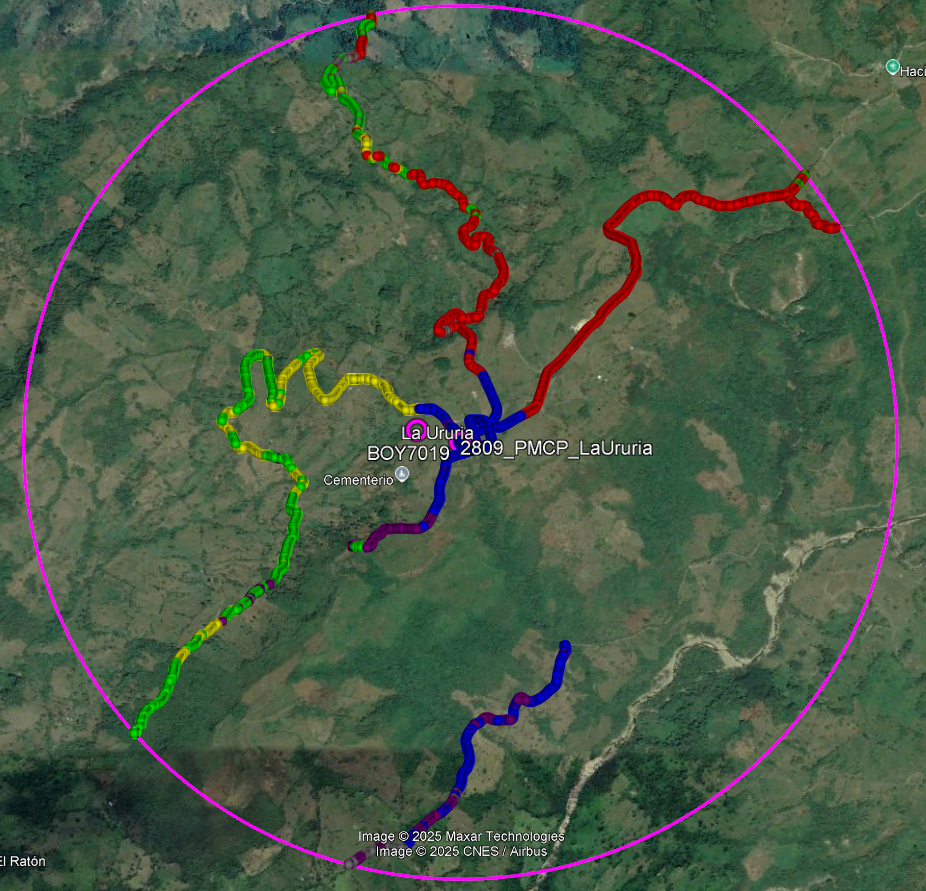 Haci
La Ururia
BOY7019
2809_PMCP_LaUruria
Cementerio
Image © 2025 Maxar Technologies
Image © 2025 CNES / Airbus
El Ratón